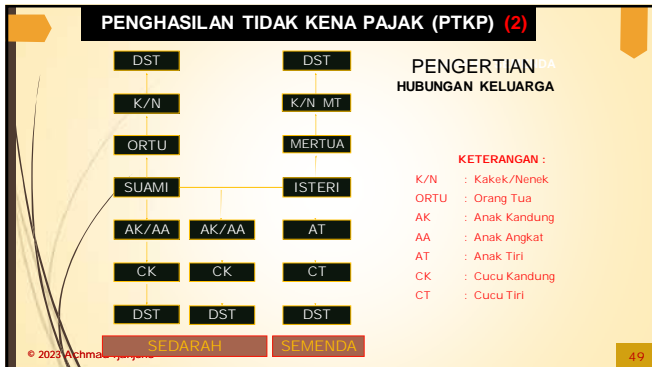 PENGHASILAN TIDAK KENA PAJAK (PTKP) (2)
DST DST
K/N K/N MT
ORTU MERTUA
SUAMI ISTERI
AK/AA AK/AA AT
CK CK CT
DST DST DST
SEDARAH SEMENDA
PENGERTIAN
HUBUNGAN KELUARGA
KETERANGAN :
K/N : Kakek/Nenek
ORTU : Orang Tua
AK : Anak Kandung
AA : Anak Angkat
AT : Anak Tiri
CK : Cucu Kandung
CT : Cucu Tiri
© 2023
49